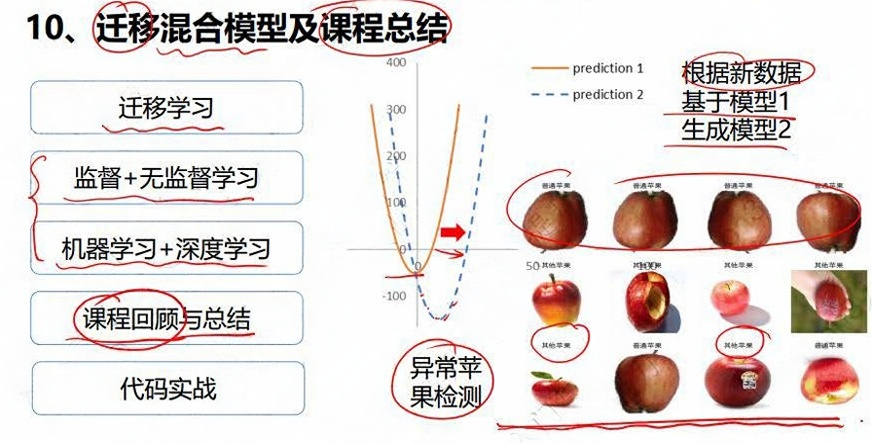 10、迁移混合模型及课程总结
迁移学习
监督+无监督学习
机器学习+深度学习
课程回顾与总结
代码实战
400
300
200
100
0
-100
0
50
100
prediction 1
prediction 2
根据新数据
基于模型1
生成模型2
异常苹
果检测
普通苹果 普通苹果 普通苹果 普通苹果
其他苹果 其他苹果 其他苹果 其他苹果
其他苹果 普通苹果 其他苹果 普通苹果